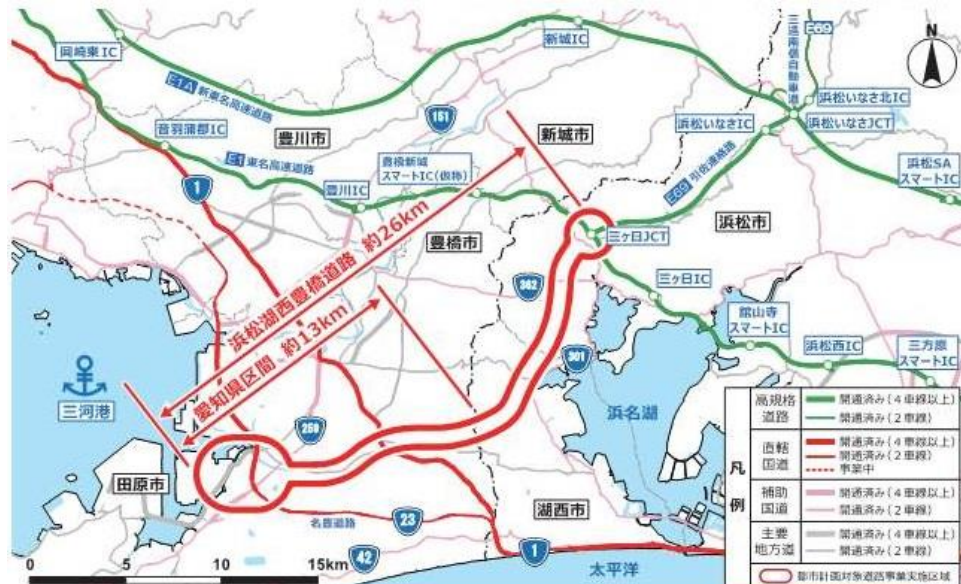 岡崎東IC
新城IC
E69
三遠南信自動車道
N
E1A 新東名高速道路
浜松いなさ北IC
音羽蒲郡IC
豊川市
151
新城市
浜松いなさIC
浜松いなさJCT
E1 東名高速道路
豊橋新城
スマートIC(仮称)
浜松SA
スマートIC
1
豊川IC
E69 引佐連絡路
浜松湖西豊橋道路 約26km
豊橋市
三ヶ日JCT
浜松市
愛知県区間 約13km
362
三ヶ日IC
舘山寺
スマートIC
浜松西IC
三方原
スマートIC
301
三河港
浜名湖
259
田原市
湖西市
名豊道路
23
42
1
太平洋
0 5 10 15km
凡例
高規格
道路
開通済み(4車線以上)
開通済み(2車線)
直轄
国道
開通済み(4車線以上)
開通済み(2車線)
事業中
補助
国道
開通済み(4車線以上)
開通済み(2車線)
主要
地方道
開通済み(4車線以上)
開通済み(2車線)
都市計画対象道路事業実施区域